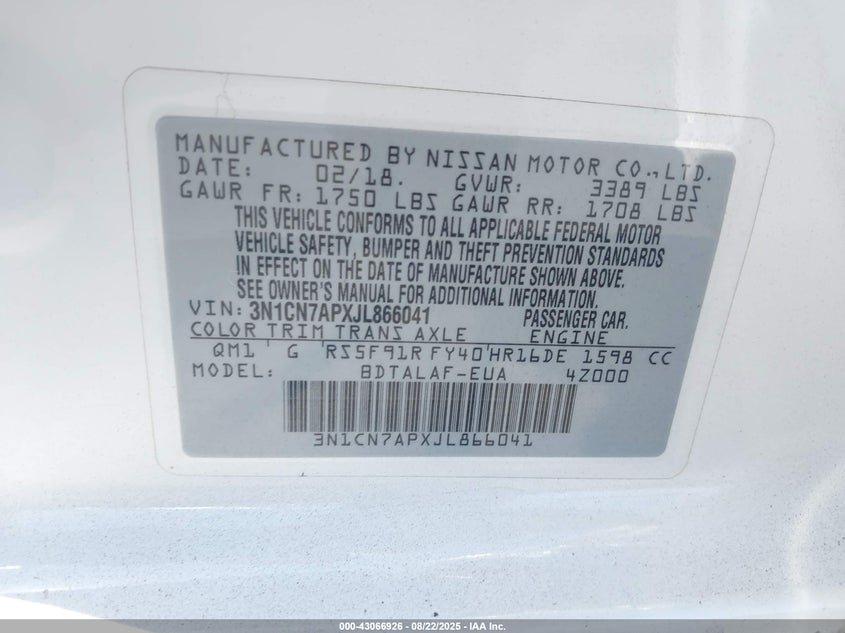 MANUFACTURED BY NISSAN MOTOR CO., LTD.
DATE: 02/18. GVWR: 3389 LBS
GAWR FR: 1750 LBS GAWR RR: 1708 LBS
THIS VEHICLE CONFORMS TO ALL APPLICABLE FEDERAL MOTOR
VEHICLE SAFETY, BUMPER AND THEFT PREVENTION STANDARDS
IN EFFECT ON THE DATE OF MANUFACTURE SHOWN ABOVE.
SEE OWNER'S MANUAL FOR ADDITIONAL INFORMATION.
VIN: 3N1CN7APXJL866041 PASSENGER CAR.
COLOR TRIM TRANS AXLE ENGINE
QM1 ' G 'RS5F91R FY40'HR16DE 1598 CC
MODEL: BDTALAF-EUA 4Z000
3N1CN7APXJL866041
000-43066926 - 08/22/2025 - IAA Inc.